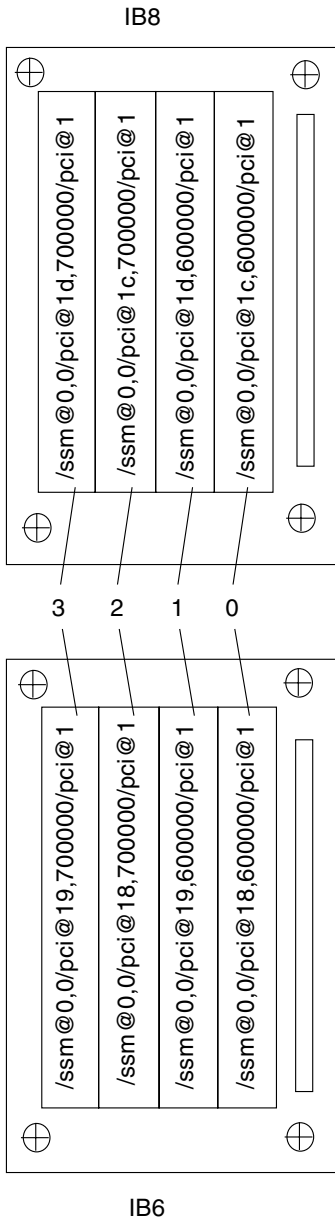 IB8
/ssm@0,0/pci@1d,700000/pci@1
/ssm@0,0/pci@1c,700000/pci@1
/ssm@0,0/pci@1d,600000/pci@1
/ssm@0,0/pci@1c,600000/pci@1
3 2 1 0
/ssm@0,0/pci@19,700000/pci@1
/ssm@0,0/pci@18,700000/pci@1
/ssm@0,0/pci@19,600000/pci@1
/ssm@0,0/pci@18,600000/pci@1
IB6